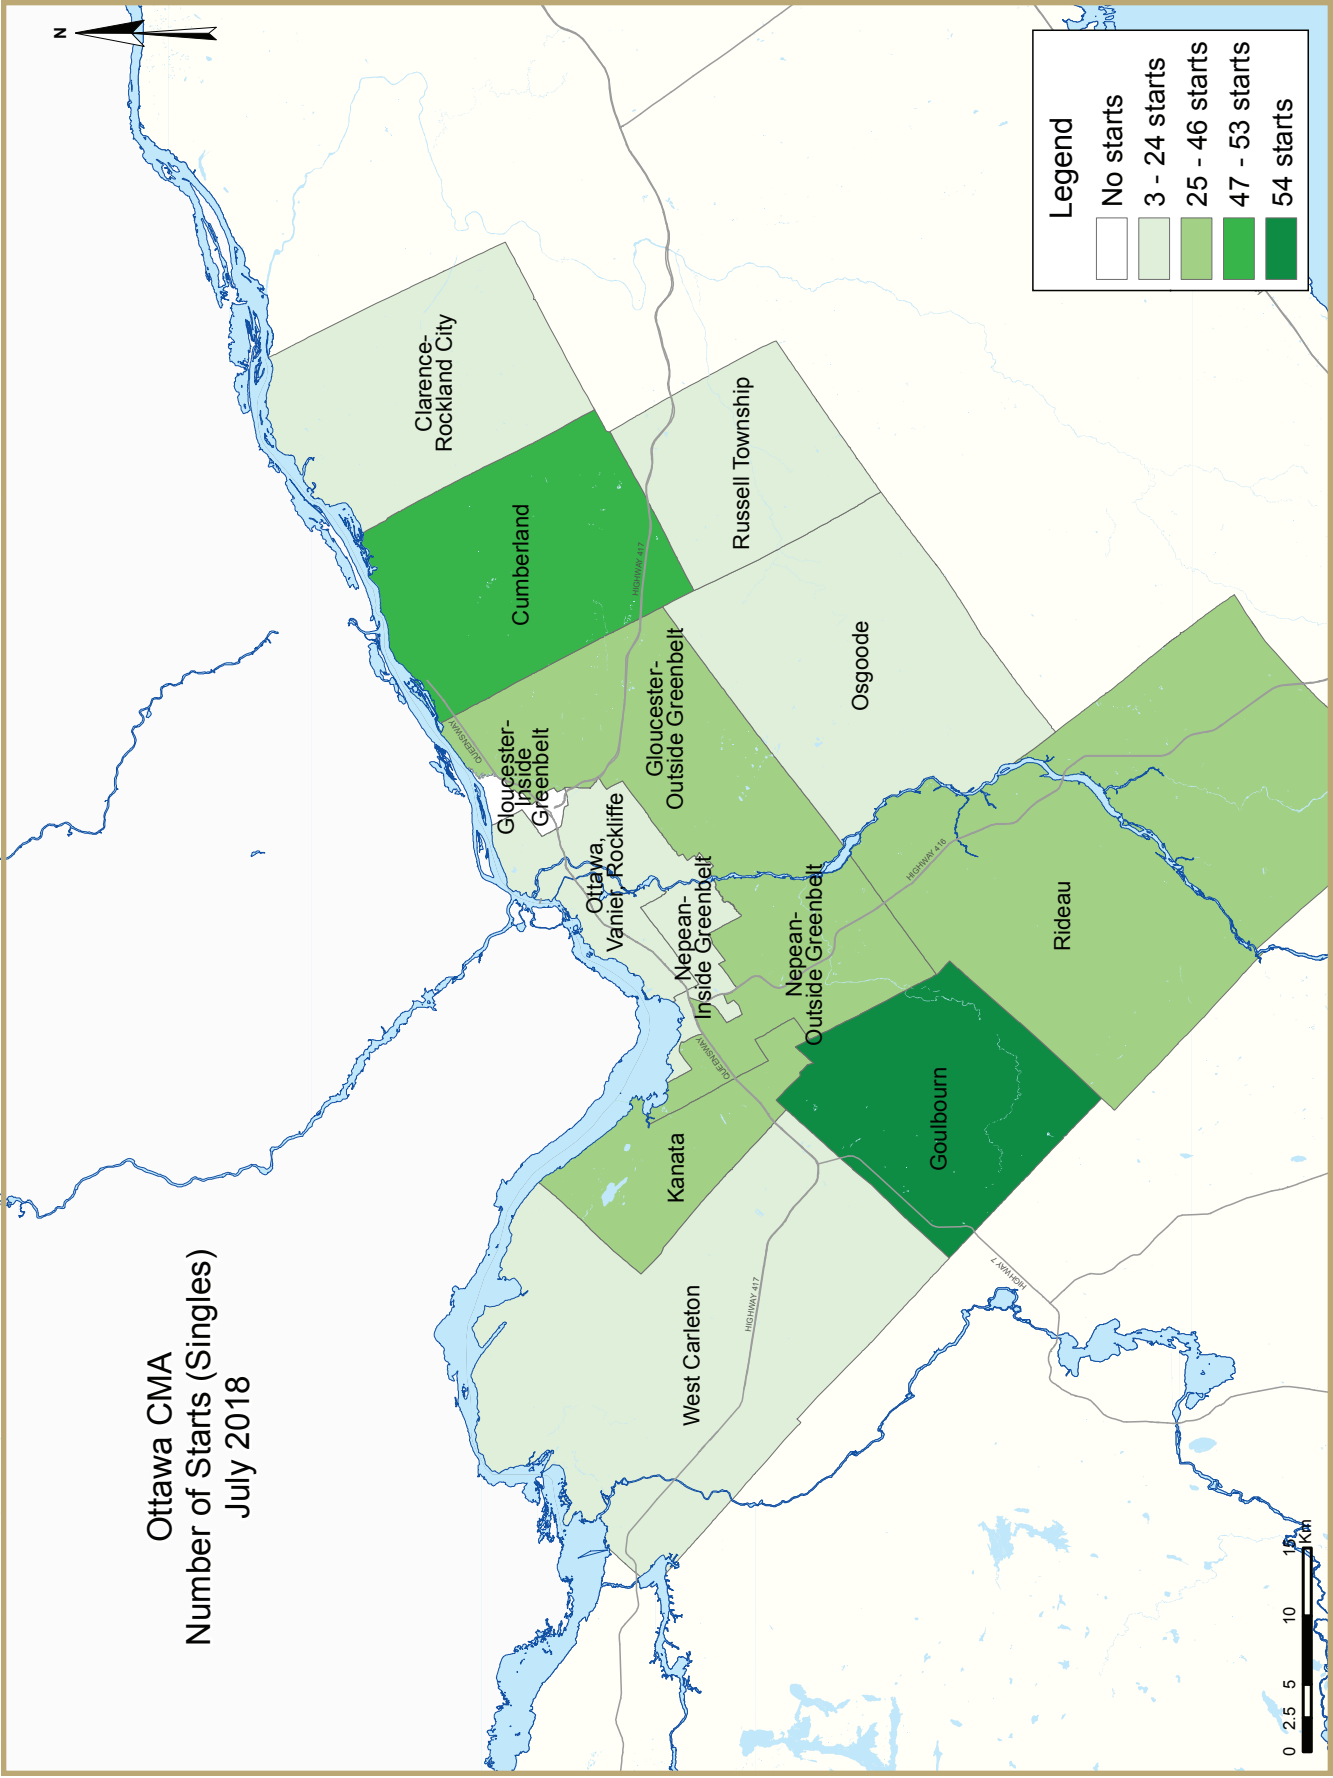 Ottawa CMA
Number of Starts (Singles)
July 2018
N
Clarence-
Rockland City
Cumberland
Russell Township
HIGHWAY 417
QUEENSWAY
Gloucester-
Inside
Greenbelt
Gloucester-
Outside Greenbelt
Osgoode
Ottawa,
Vanier, Rockliffe
Nepean-
Inside Greenbelt
Nepean-
Outside Greenbelt
HIGHWAY 416
Rideau
QUEENSWAY
Kanata
Goulbourn
West Carleton
HIGHWAY 417
HIGHWAY 7
Legend
No starts
3 - 24 starts
25 - 46 starts
47 - 53 starts
54 starts
0 2.5 5 10 15
Km